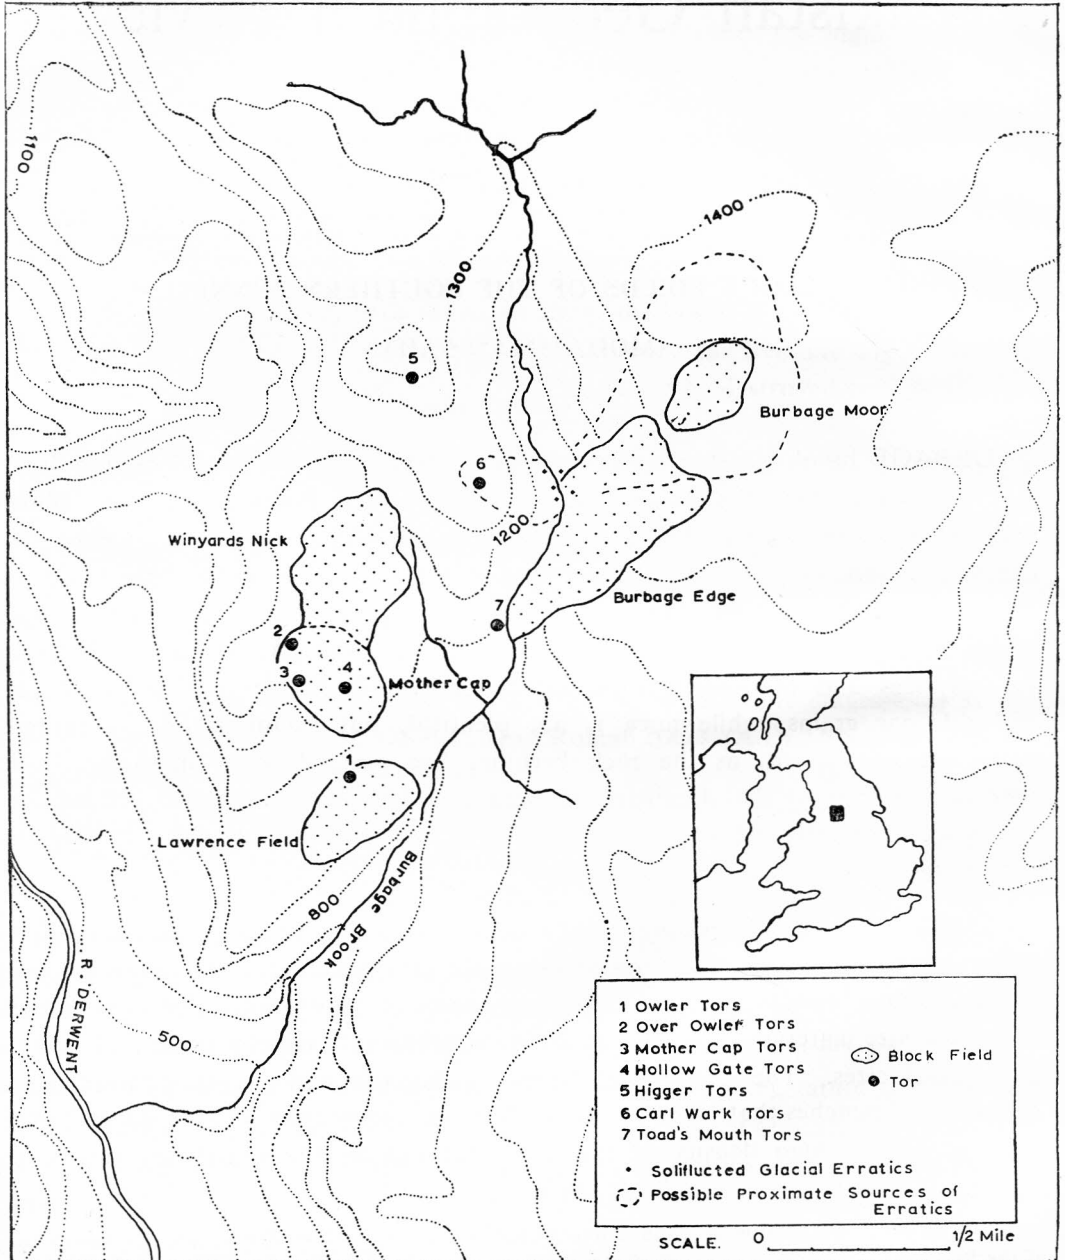 1100
1400
1300
5
Burbage Moor
6
1200
Winyards Nick
7
Burbage Edge
2
3
4
Mother Cap
1
Lawrence Field
800
Burbage Brook
R. DERWENT
500
1 Owler Tors
2 Over Owler Tors
3 Mother Cap Tors
4 Hollow Gate Tors
5 Higger Tors
6 Carl Wark Tors
7 Toad's Mouth Tors
Block Field
Tor
Soliflucted Glacial Erratics
Possible Proximate Sources of
Erratics
SCALE. 0 1/2 Mile